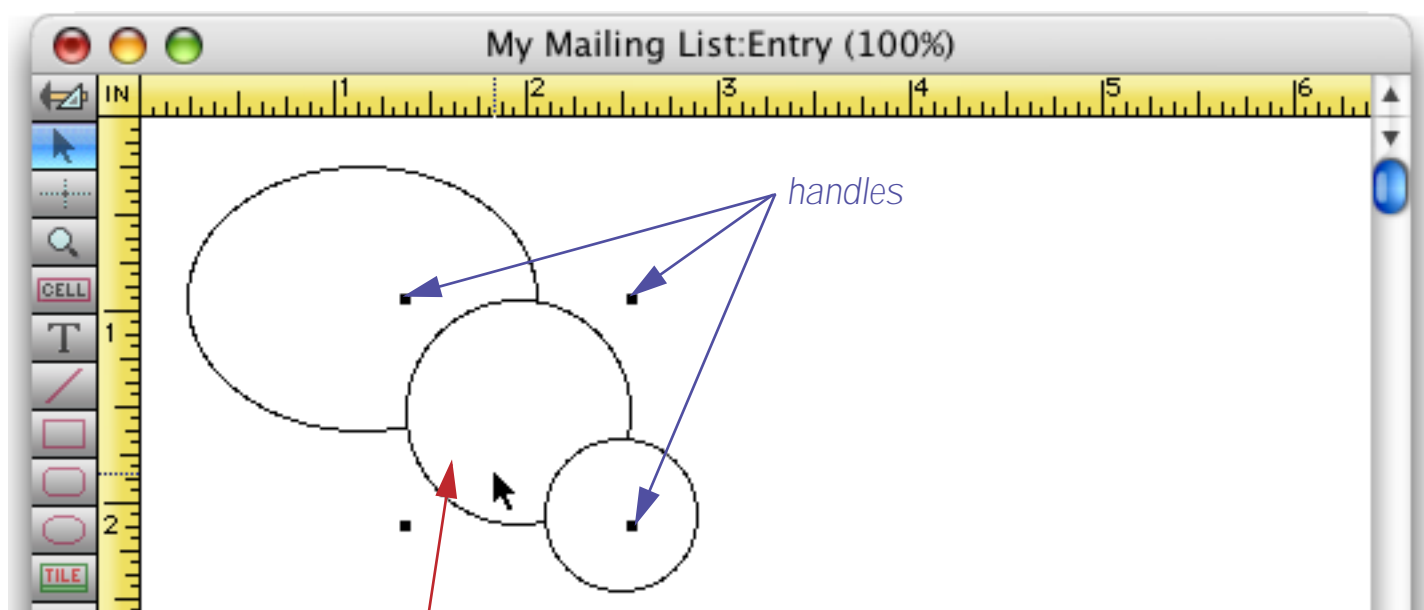 My Mailing List:Entry (100%)
IN 1 2 3 4 5 6
handles
CELL
T
1
2
TILE